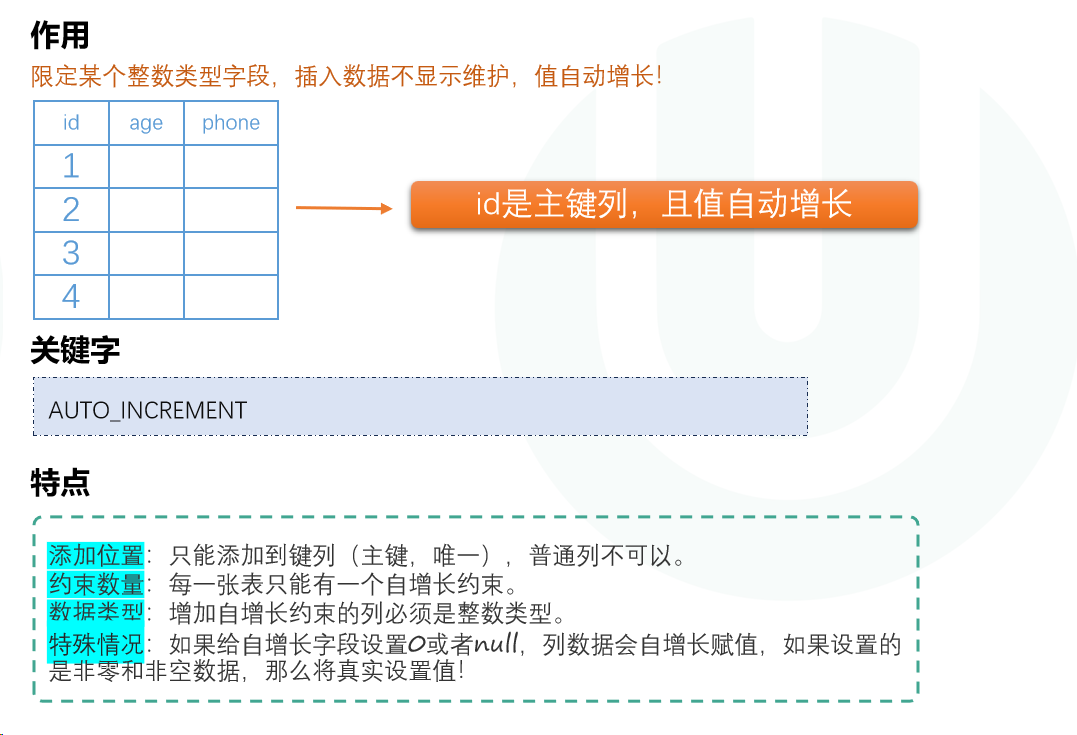 作用
限定某个整数类型字段，插入数据不显示维护，值自动增长！
id age phone
1
2
3
4
id是主键列，且值自动增长
关键字
AUTO_INCREMENT
特点
添加位置：只能添加到键列（主键，唯一），普通列不可以。
约束数量：每一张表只能有一个自增长约束。
数据类型：增加自增长约束的列必须是整数类型。
特殊情况：如果给自增长字段设置0或者null，列数据会自增长赋值，如果设置的
是非零和非空数据，那么将真实设置值！